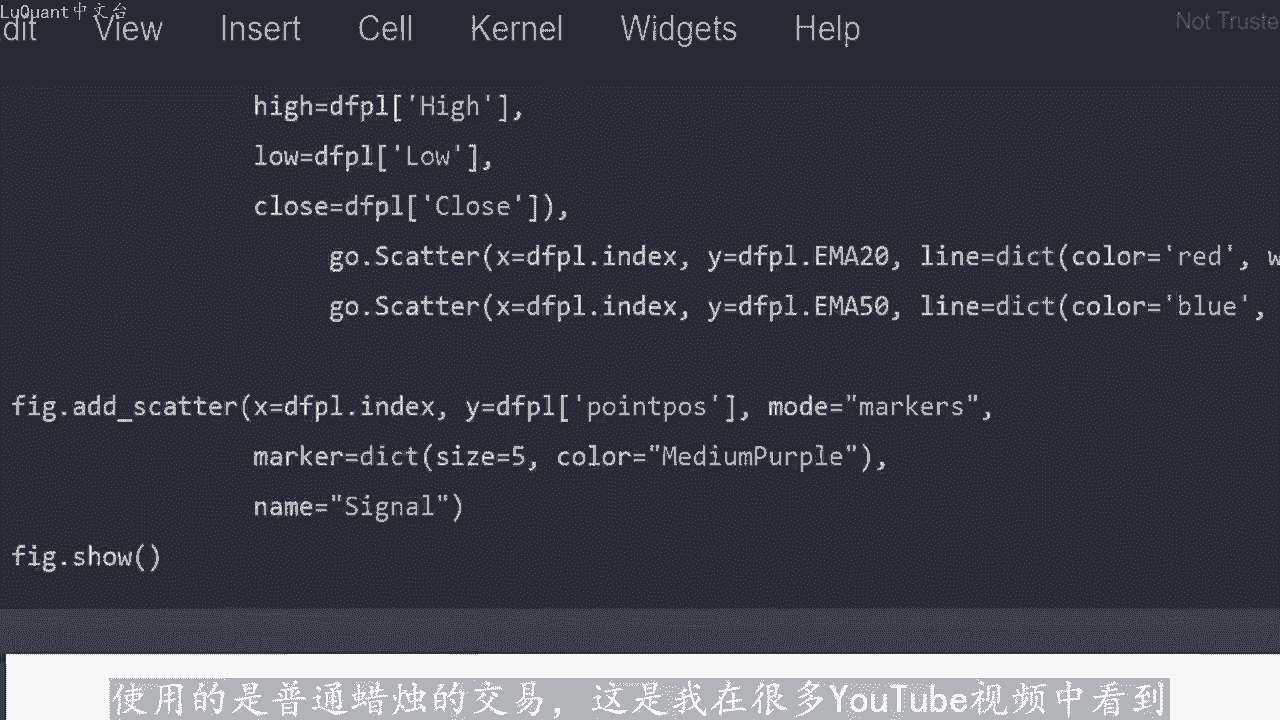 LuQuant中文台
dit View Insert Cell Kernel Widgets Help Not Truste
high=dfpl['High'],
low=dfpl['Low'],
close=dfpl['Close']),
go.Scatter(x=dfpl.index, y=dfpl.EMA20, line=dict(color='red', w
go.Scatter(x=dfpl.index, y=dfpl.EMA50, line=dict(color='blue',
fig.add_scatter(x=dfpl.index, y=dfpl['pointpos'], mode="markers",
marker=dict(size=5, color="MediumPurple"),
name="Signal")
fig.show()
使用的是普通蜡烛的交易，这是我在很多YouTube视频中看到